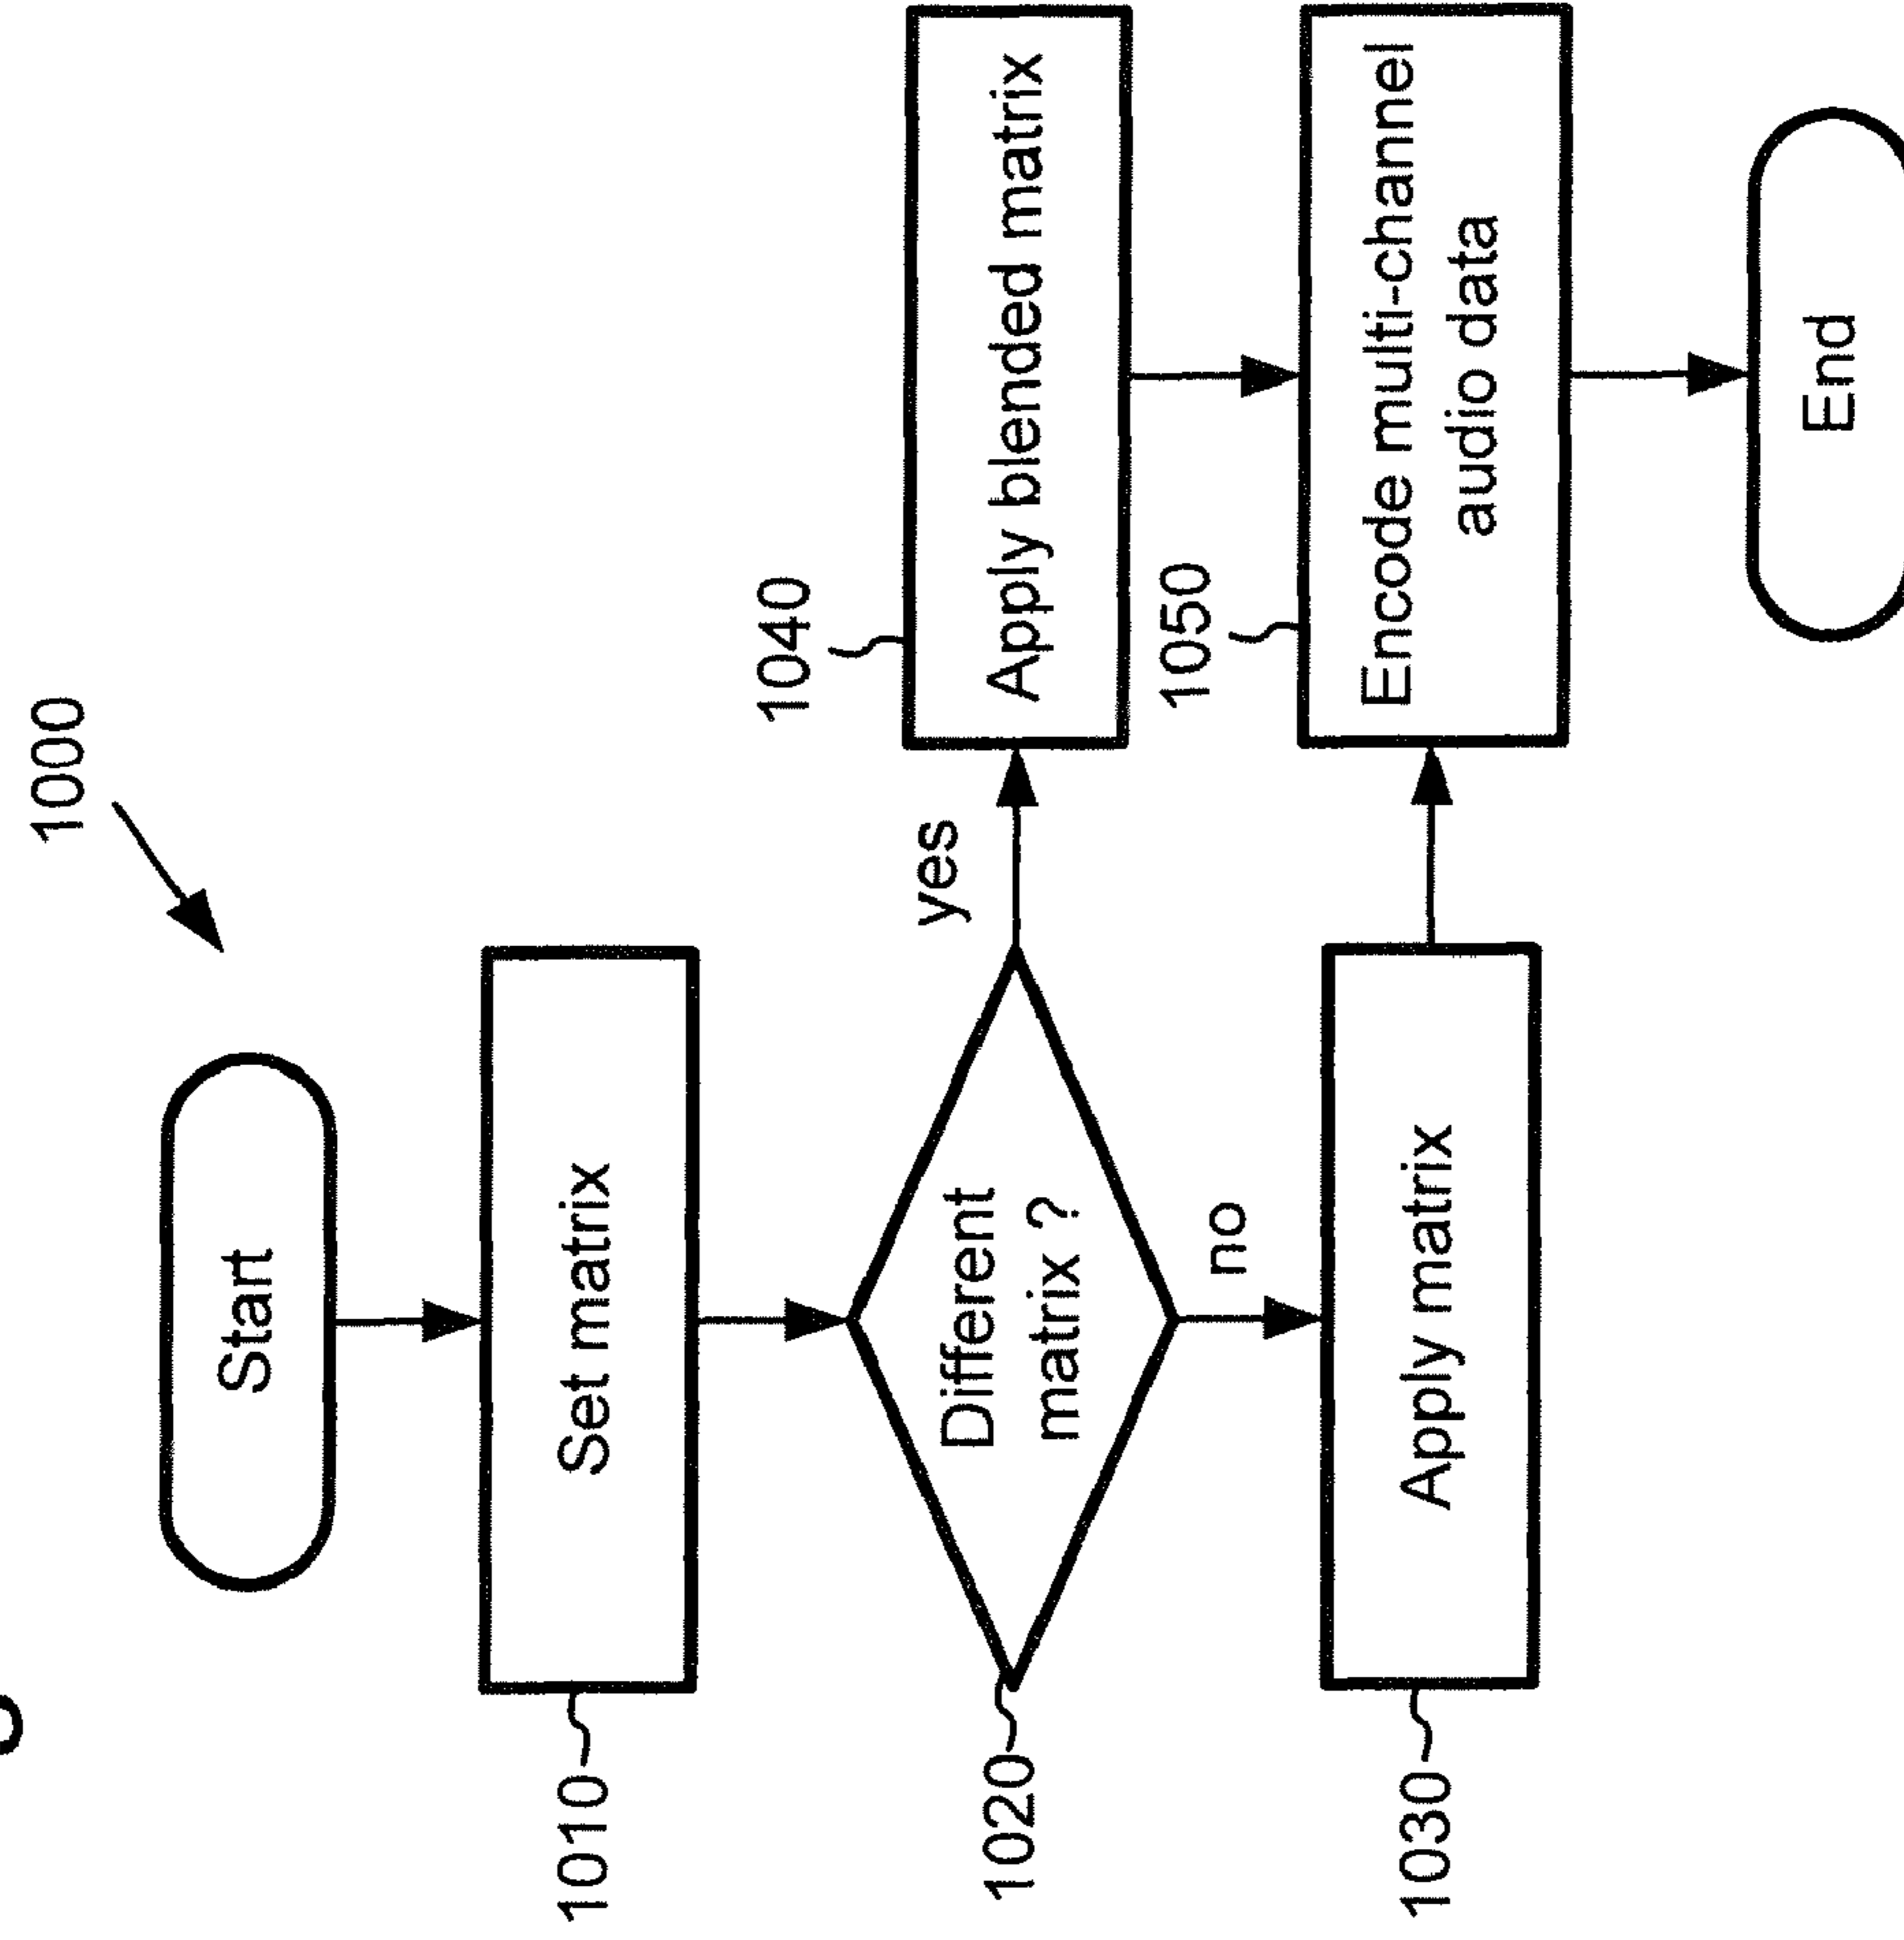 1000
Start
1010
Set matrix
1020
Different
matrix ?
yes
no
1030
Apply matrix
1040
Apply blended matrix
1050
Encode multi-channel
audio data
End